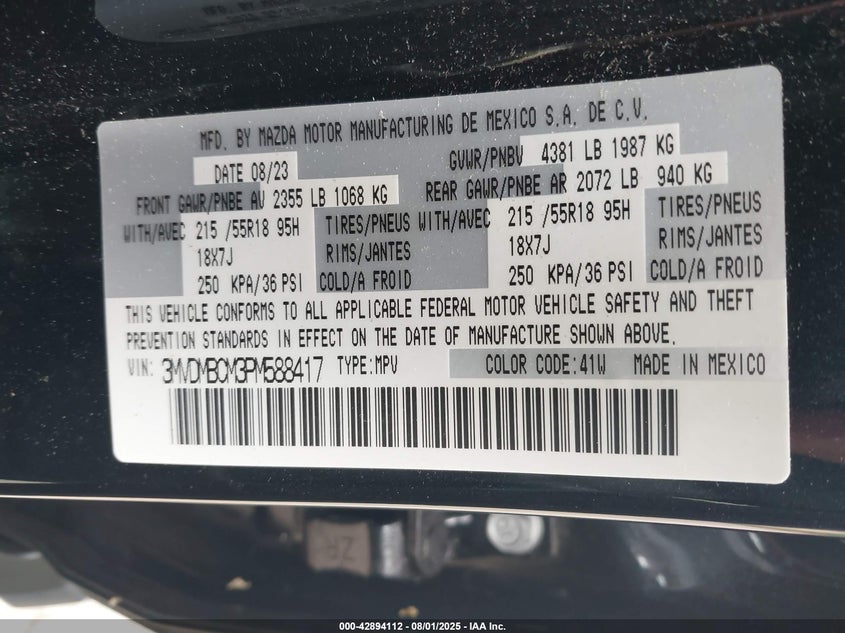 MFD. BY MAZDA MOTOR MANUFACTURING DE MEXICO S.A. DE C.V.
DATE 08/23 GVWR/PNBV 4381 LB 1987 KG
FRONT GAWR/PNBE AV 2355 LB 1068 KG REAR GAWR/PNBE AR 2072 LB 940 KG
WITH/AVEC 215 /55R18 95H TIRES/PNEUS WITH/AVEC 215 /55R18 95H TIRES/PNEUS
18X7J RIMS/JANTES 18X7J RIMS/JANTES
250 KPA/36 PSI COLD/A FROID 250 KPA/36 PSI COLD/A FROID
THIS VEHICLE CONFORMS TO ALL APPLICABLE FEDERAL MOTOR VEHICLE SAFETY AND THEFT
PREVENTION STANDARDS IN EFFECT ON THE DATE OF MANUFACTURE SHOWN ABOVE.
VIN: 3MVDMBCM3PM588417 TYPE:MPV COLOR CODE:41W MADE IN MEXICO
000-42894112 - 08/01/2025 - IAA Inc.